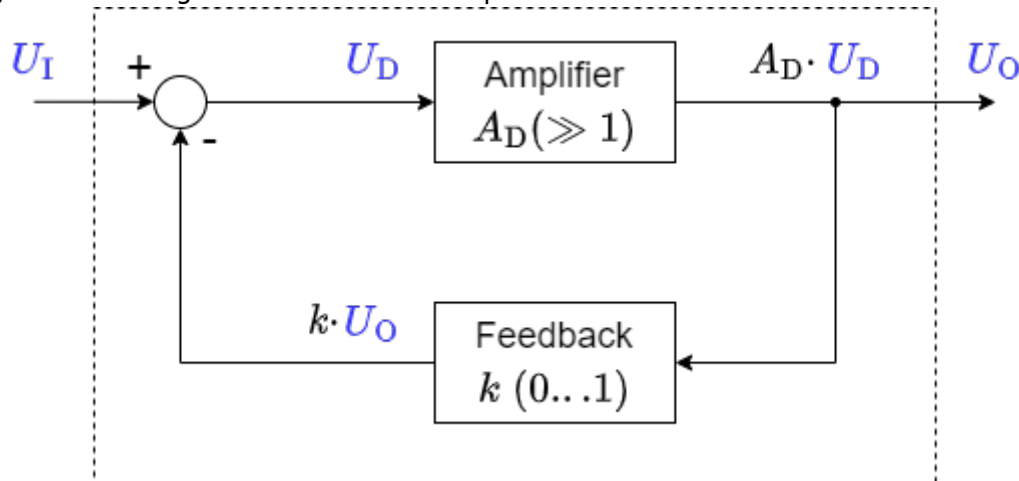 U_I
+
-
U_D
Amplifier
A_D(≫ 1)
A_D· U_D
U_O
k·U_O
Feedback
k (0...1)